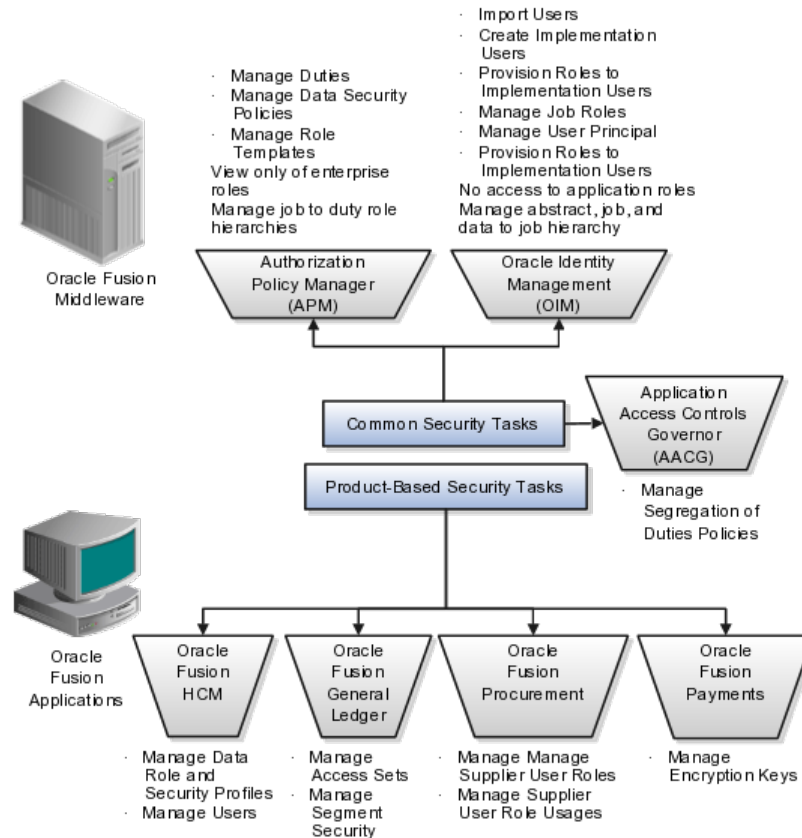 · Import Users
· Create Implementation
Users
· Provision Roles to
Implementation Users
· Manage Job Roles
· Manage User Principal
· Provision Roles to
Implementation Users
No access to application roles
Manage abstract, job, and
data to job hierarchy
· Manage Duties
· Manage Data Security
Policies
· Manage Role
Templates
View only of enterprise
roles
Manage job to duty role
hierarchies
Oracle Fusion
Middleware
Authorization
Policy Manager
(APM)
Oracle Identity
Management
(OIM)
Common Security Tasks
Application
Access Controls
Governor
(AACG)
Product-Based Security Tasks
· Manage
Segregation of
Duties Policies
Oracle
Fusion
Applications
Oracle
Fusion
HCM
Oracle
Fusion
General
Ledger
Oracle
Fusion
Procurement
Oracle
Fusion
Payments
· Manage Data
Role and
Security Profiles
· Manage Users
· Manage
Access Sets
· Manage
Segment
Security
· Manage Manage
Supplier User Roles
· Manage Supplier
User Role Usages
· Manage
Encryption Keys